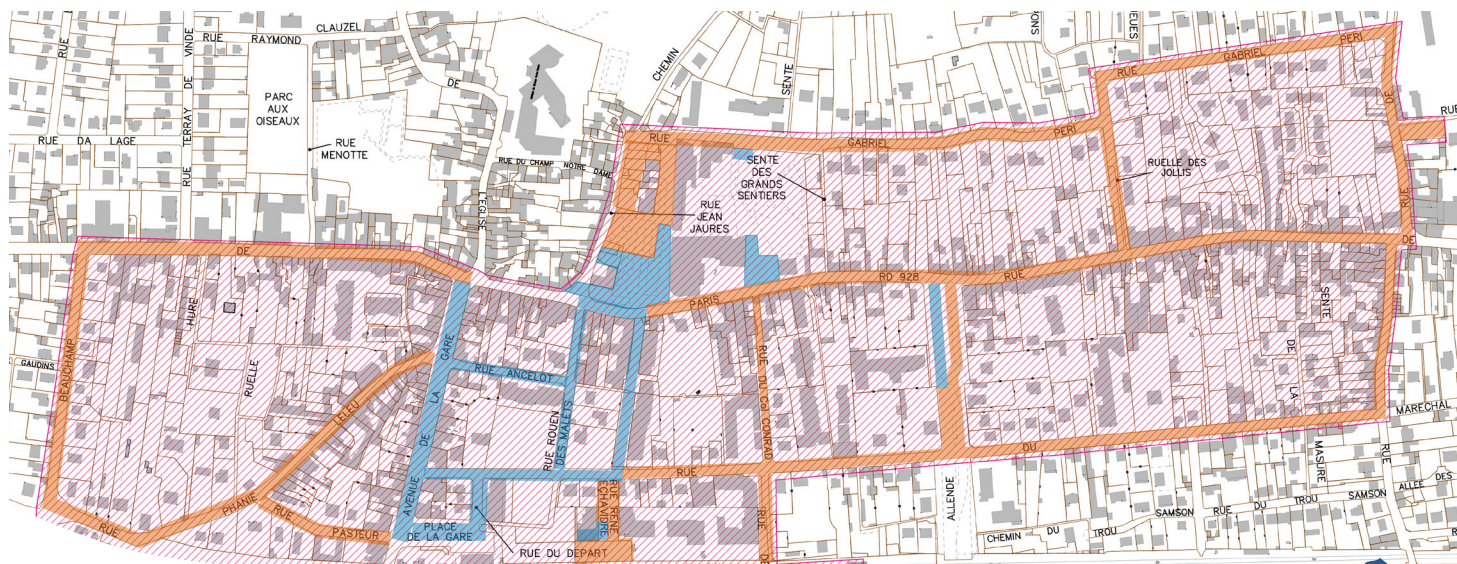 RUE
RUE
RAYMOND
CLAUZEL
RUE TERRAY DE VINDE
PARC
AUX
OISEAUX
RUE
MENOTTE
RUE DA LAGE
DE
L'EGLISE
RUE DU CHAMP NOTRE DAME
CHEMIN
SENTE
RUE
GABRIEL
PERI
RUE
GABRIEL
PERI
DE
RUE
SENTE
DES
GRANDS
SENTIERS
RUE
JEAN
JAURES
RUELLE DES
JOLLIS
RUE
DE
DE
PARIS
RD 928
RUE
BEAUCHAMP
GAUDINS
HURE
RUELLE
LELEU
PHANIE
RUE
RUE
PASTEUR
AVENUE DE LA GARE
RUE ANCELOT
RUE ROUEN
DES MALETS
PLACE
DE LA GARE
RUE DU DEPART
RUE RENE
ECHAVIDRE
RUE
RUE DU Col CONRAD
RUE
DE
DU
ALLENDE
SENTE
DE
LA
MASURE
MARECHAL
RUE
CHEMIN
DU
TROU
SAMSON
RUE
DU
TROU
SAMSON
ALLEE DES